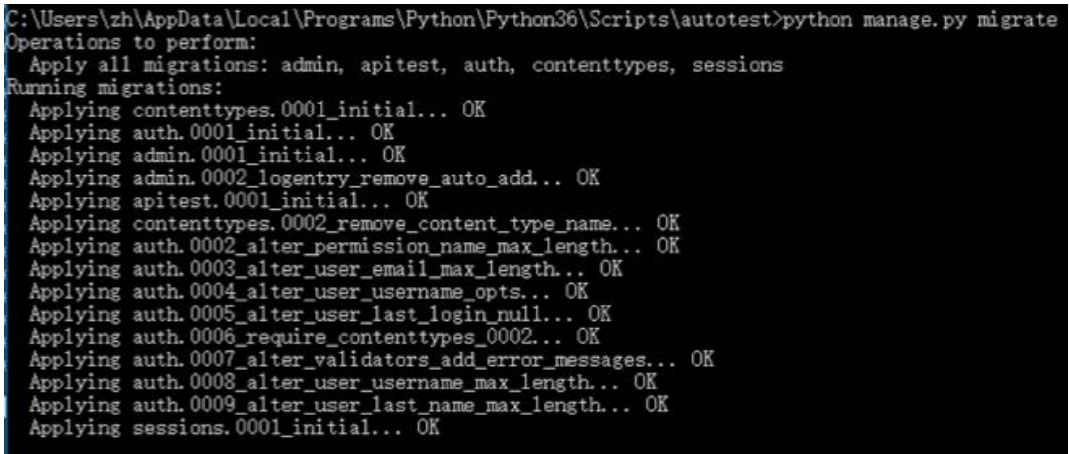 C:\Users\zh\AppData\Local\Programs\Python\Python36\Scripts\autotest>python manage.py migrate
Operations to perform:
  Apply all migrations: admin, apitest, auth, contenttypes, sessions
Running migrations:
  Applying contenttypes.0001_initial... OK
  Applying auth.0001_initial... OK
  Applying admin.0001_initial... OK
  Applying admin.0002_logentry_remove_auto_add... OK
  Applying apitest.0001_initial... OK
  Applying contenttypes.0002_remove_content_type_name... OK
  Applying auth.0002_alter_permission_name_max_length... OK
  Applying auth.0003_alter_user_email_max_length... OK
  Applying auth.0004_alter_user_username_opts... OK
  Applying auth.0005_alter_user_last_login_null... OK
  Applying auth.0006_require_contenttypes_0002... OK
  Applying auth.0007_alter_validators_add_error_messages... OK
  Applying auth.0008_alter_user_username_max_length... OK
  Applying auth.0009_alter_user_last_name_max_length... OK
  Applying sessions.0001_initial... OK